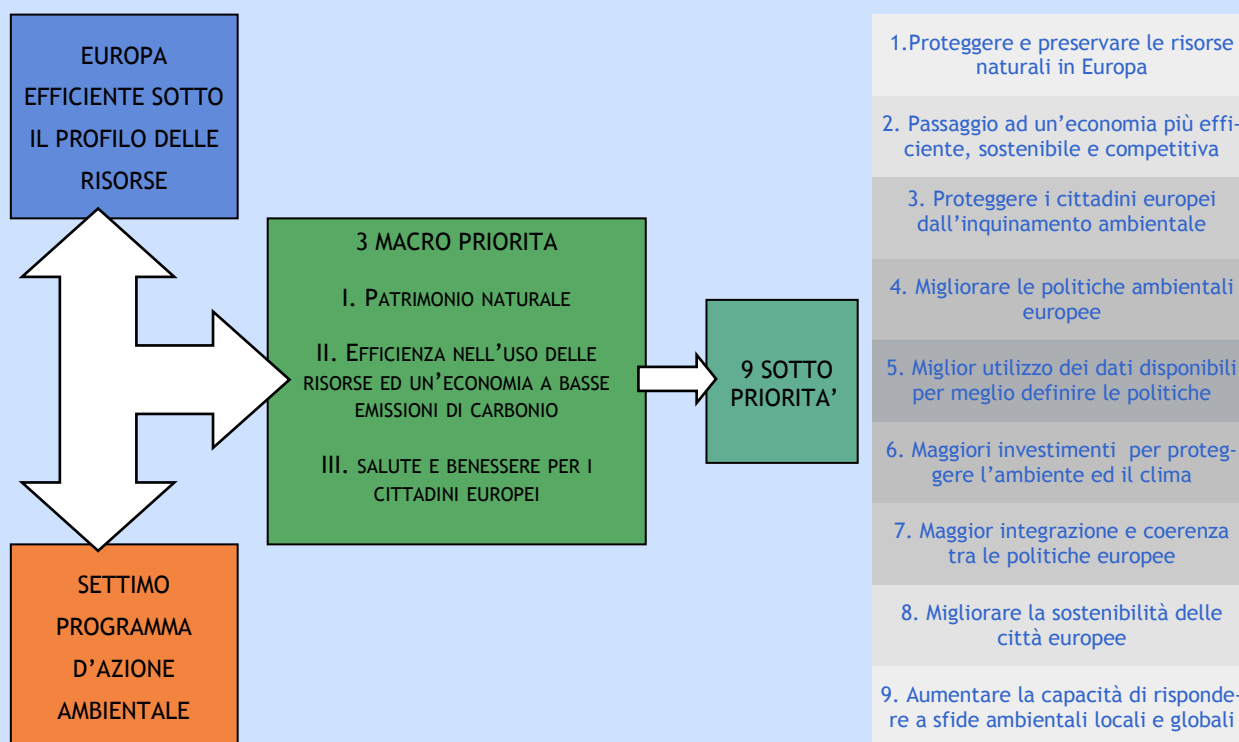 EUROPA
EFFICIENTE SOTTO
IL PROFILO DELLE
RISORSE
SETTIMO
PROGRAMMA
D'AZIONE
AMBIENTALE
3 MACRO PRIORITA
I. PATRIMONIO NATURALE
II. EFFICIENZA NELL'USO DELLE
RISORSE ED UN'ECONOMIA A BASSE
EMISSIONI DI CARBONIO
III. SALUTE E BENESSERE PER I
CITTADINI EUROPEI
9 SOTTO
PRIORITA'
1.Proteggere e preservare le risorse
naturali in Europa
2. Passaggio ad un'economia più effi-
ciente, sostenibile e competitiva
3. Proteggere i cittadini europei
dall'inquinamento ambientale
4. Migliorare le politiche ambientali
europee
5. Miglior utilizzo dei dati disponibili
per meglio definire le politiche
6. Maggiori investimenti per proteg-
gere l'ambiente ed il clima
7. Maggior integrazione e coerenza
tra le politiche europee
8. Migliorare la sostenibilità delle
città europee
9. Aumentare la capacità di risponde-
re a sfide ambientali locali e globali